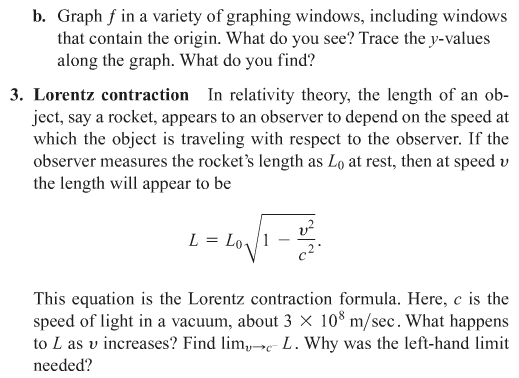 b. Graph f in a variety of graphing windows, including windows
that contain the origin. What do you see? Trace the y-values
along the graph. What do you find?
3. Lorentz contraction In relativity theory, the length of an ob-
ject, say a rocket, appears to an observer to depend on the speed at
which the object is traveling with respect to the observer. If the
observer measures the rocket's length as L₀ at rest, then at speed υ
the length will appear to be
L = L₀√(1 − υ²/c²).
This equation is the Lorentz contraction formula. Here, c is the
speed of light in a vacuum, about 3 × 10⁸ m/sec. What happens
to L as υ increases? Find lim_υ→c⁻ L. Why was the left-hand limit
needed?